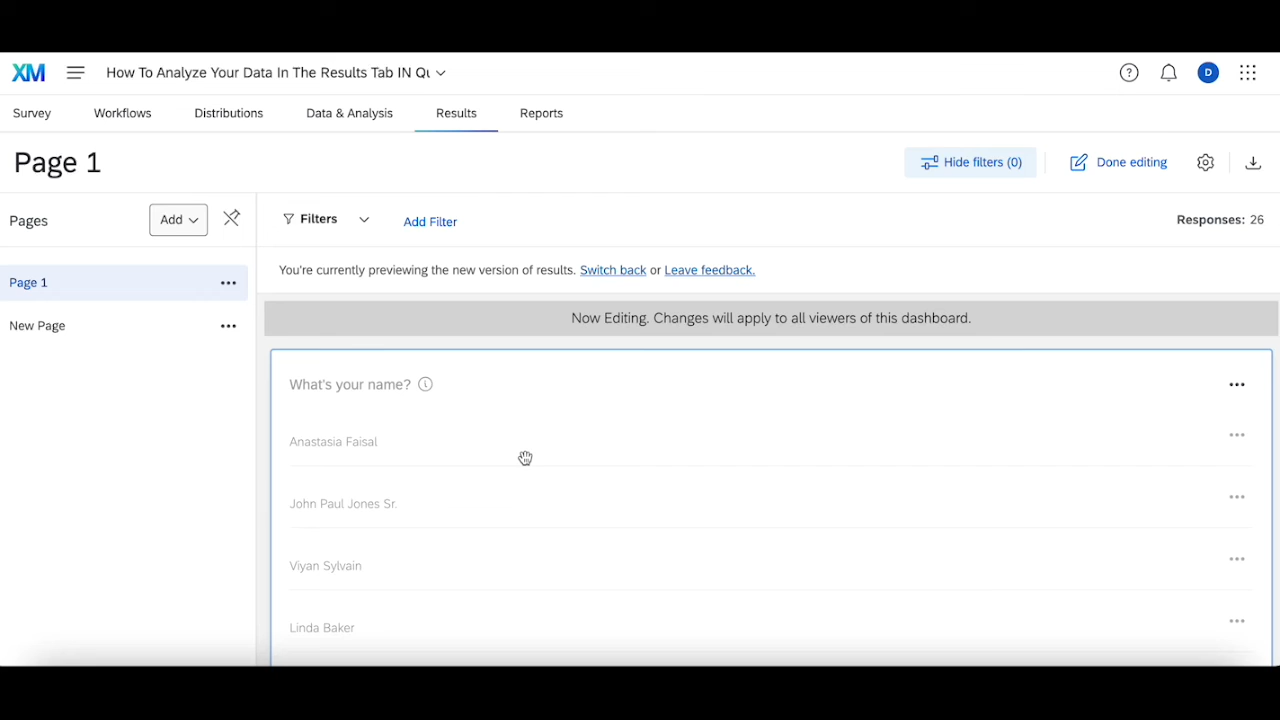 XM How To Analyze Your Data In The Results Tab IN Qu D
Survey Workflows Distributions Data & Analysis Results Reports
Page 1 Hide filters (0) Done editing
Pages Add Filters Add Filter Responses: 26
You're currently previewing the new version of results. Switch back or Leave feedback.
Page 1
Now Editing. Changes will apply to all viewers of this dashboard.
New Page
What's your name?
Anastasia Faisal
John Paul Jones Sr.
Viyan Sylvain
Linda Baker